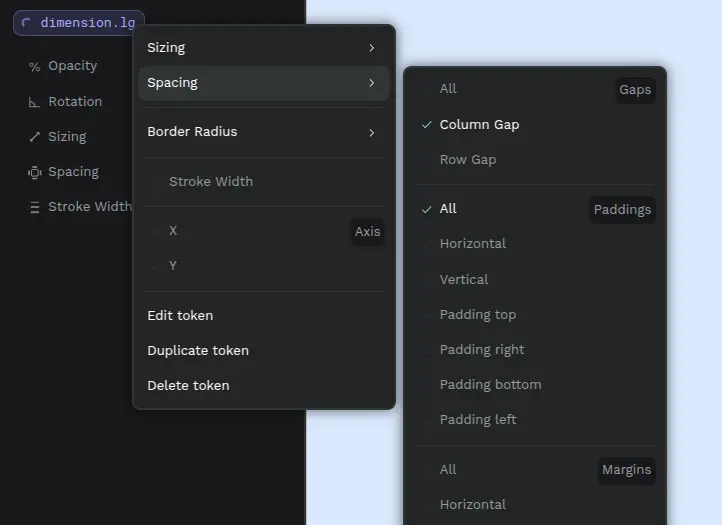 dimension.lg
Opacity
Rotation
Sizing
Spacing
Stroke Width
Sizing
Spacing
Border Radius
Stroke Width
X
Axis
Y
Edit token
Duplicate token
Delete token
All
Gaps
Column Gap
Row Gap
All
Paddings
Horizontal
Vertical
Padding top
Padding right
Padding bottom
Padding left
All
Margins
Horizontal